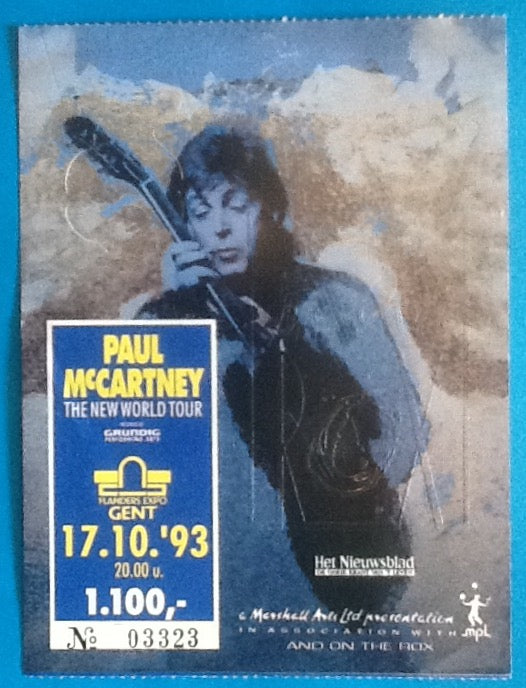 PAUL
McCARTNEY
THE NEW WORLD TOUR
GRUNDIG
FLANDERS EXPO
GENT
17.10.'93
20.00 u.
1.100,-
No 03323
Het Nieuwsblad
a Marshall Arts Ltd presentation
IN ASSOCIATION WITH mpl
AND ON THE ROX